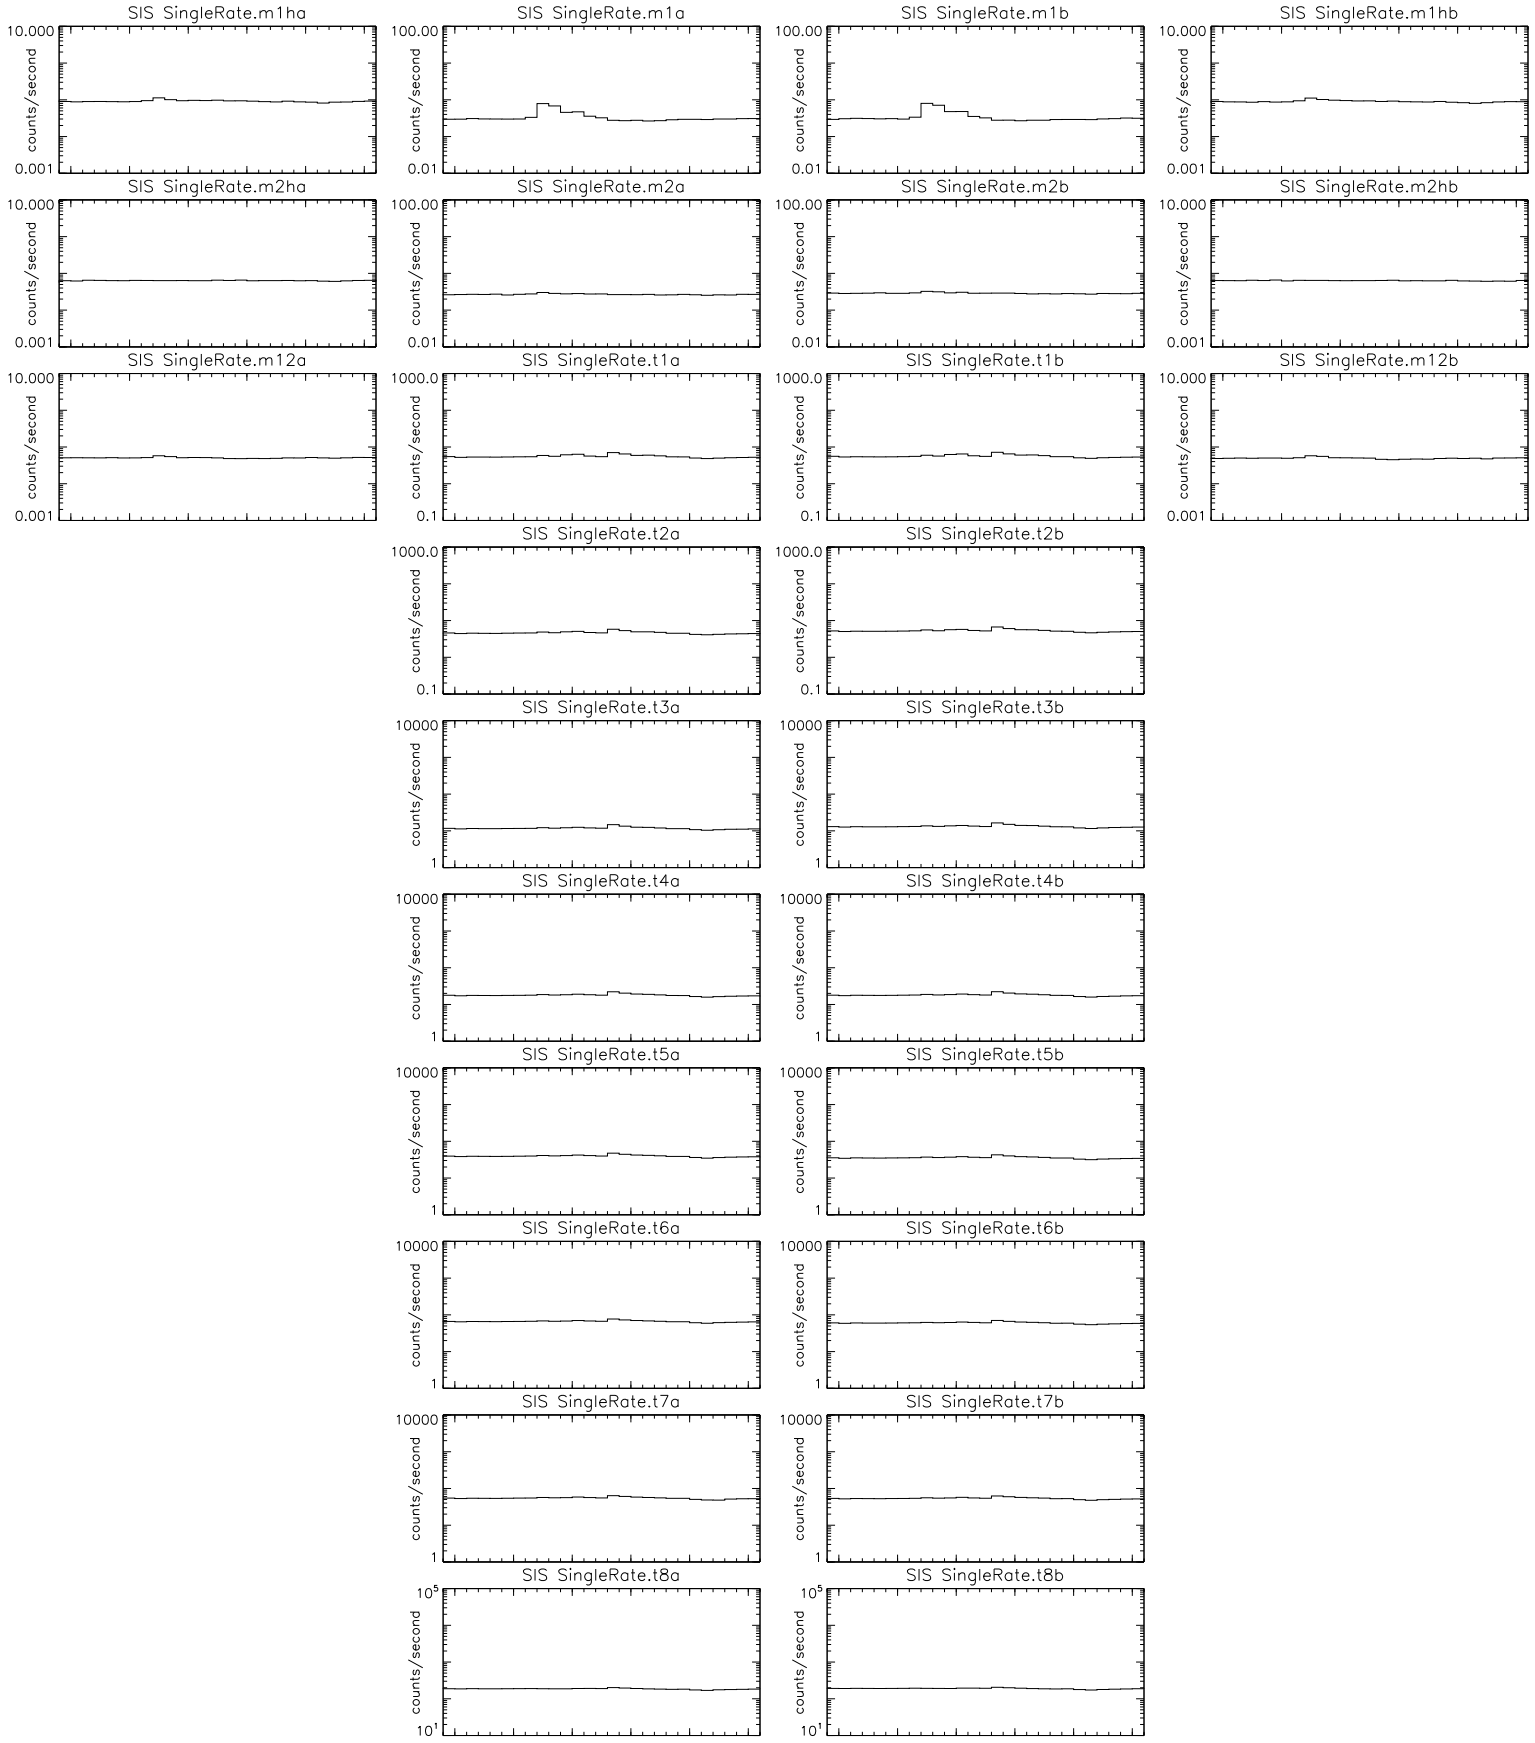 SIS SingleRate.m1ha
10.000
counts/second
0.001
SIS SingleRate.m1a
100.00
counts/second
0.01
SIS SingleRate.m1b
100.00
counts/second
0.01
SIS SingleRate.m1hb
10.000
counts/second
0.001
SIS SingleRate.m2ha
10.000
counts/second
0.001
SIS SingleRate.m2a
100.00
counts/second
0.01
SIS SingleRate.m2b
100.00
counts/second
0.01
SIS SingleRate.m2hb
10.000
counts/second
0.001
SIS SingleRate.m12a
10.000
counts/second
0.001
SIS SingleRate.t1a
1000.0
counts/second
0.1
SIS SingleRate.t1b
1000.0
counts/second
0.1
SIS SingleRate.m12b
10.000
counts/second
0.001
SIS SingleRate.t2a
1000.0
counts/second
0.1
SIS SingleRate.t2b
1000.0
counts/second
0.1
SIS SingleRate.t3a
10000
counts/second
1
SIS SingleRate.t3b
10000
counts/second
1
SIS SingleRate.t4a
10000
counts/second
1
SIS SingleRate.t4b
10000
counts/second
1
SIS SingleRate.t5a
10000
counts/second
1
SIS SingleRate.t5b
10000
counts/second
1
SIS SingleRate.t6a
10000
counts/second
1
SIS SingleRate.t6b
10000
counts/second
1
SIS SingleRate.t7a
10000
counts/second
1
SIS SingleRate.t7b
10000
counts/second
1
SIS SingleRate.t8a
10⁵
counts/second
10¹
SIS SingleRate.t8b
10⁵
counts/second
10¹